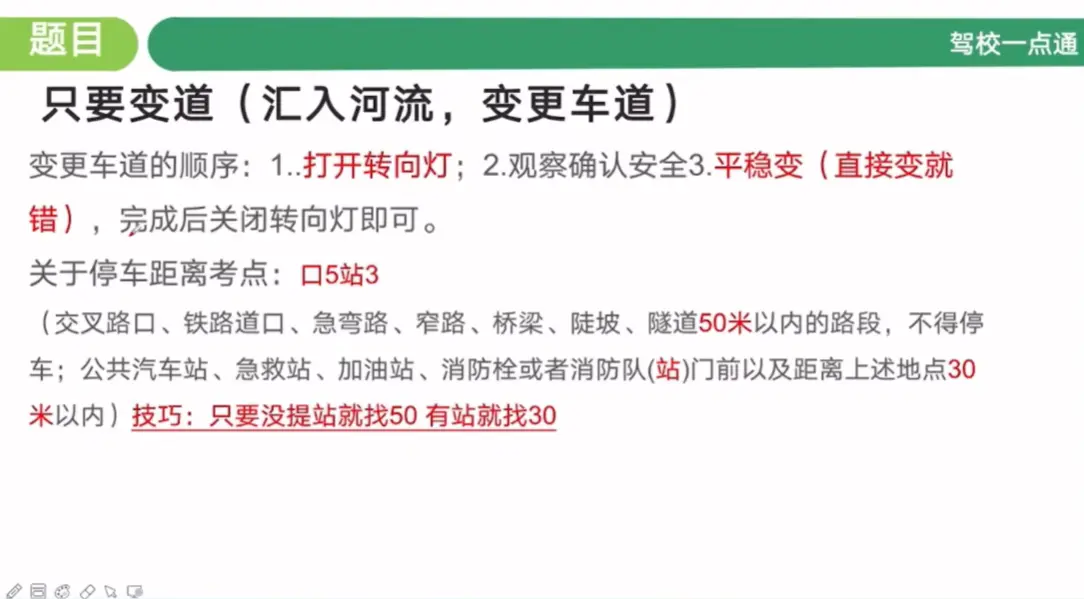 题目
驾校一点通
只要变道（汇入河流，变更车道）
变更车道的顺序：1..打开转向灯；2.观察确认安全3.平稳变（直接变就
错），完成后关闭转向灯即可。
关于停车距离考点：口5站3
（交叉路口、铁路道口、急弯路、窄路、桥梁、陡坡、隧道50米以内的路段，不得停
车；公共汽车站、急救站、加油站、消防栓或者消防队(站)门前以及距离上述地点30
米以内）技巧：只要没提站就找50 有站就找30